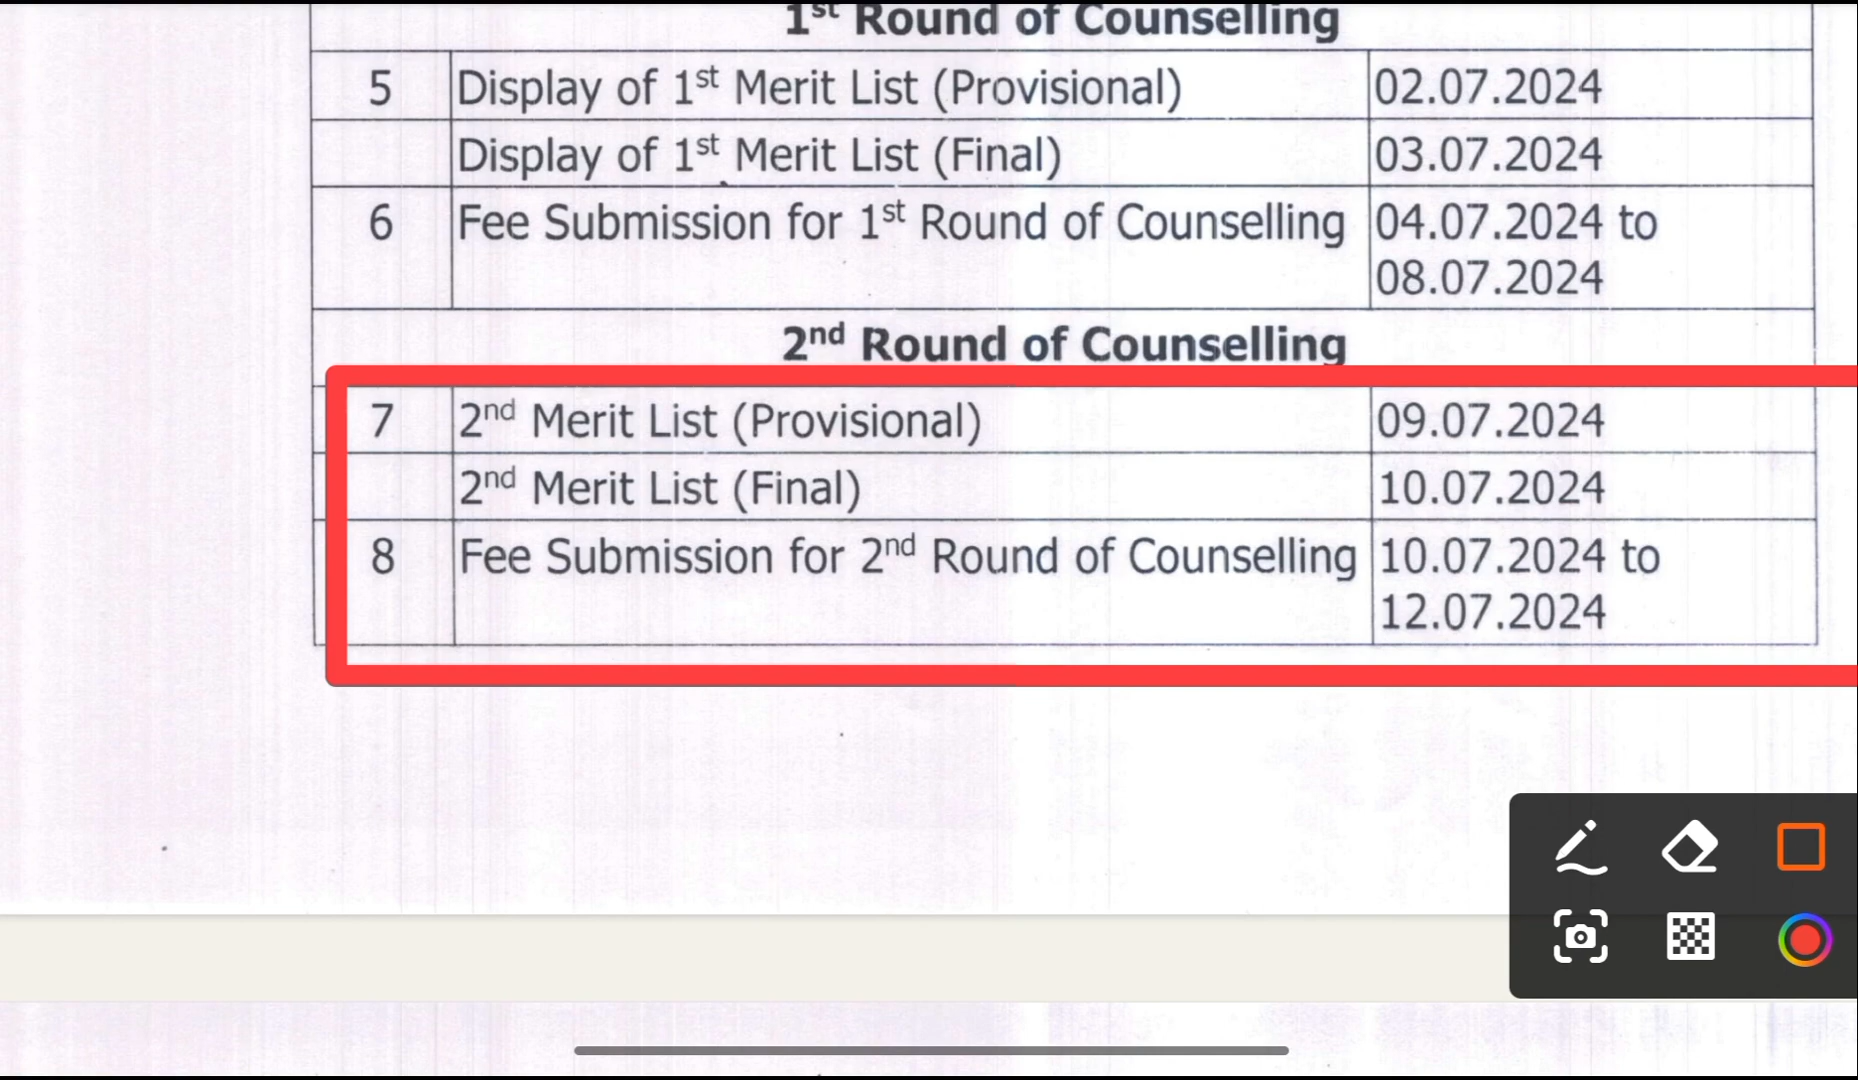 1st Round of Counselling
5 Display of 1st Merit List (Provisional) 02.07.2024
Display of 1st Merit List (Final) 03.07.2024
6 Fee Submission for 1st Round of Counselling 04.07.2024 to
08.07.2024
2nd Round of Counselling
7 2nd Merit List (Provisional) 09.07.2024
2nd Merit List (Final) 10.07.2024
8 Fee Submission for 2nd Round of Counselling 10.07.2024 to
12.07.2024